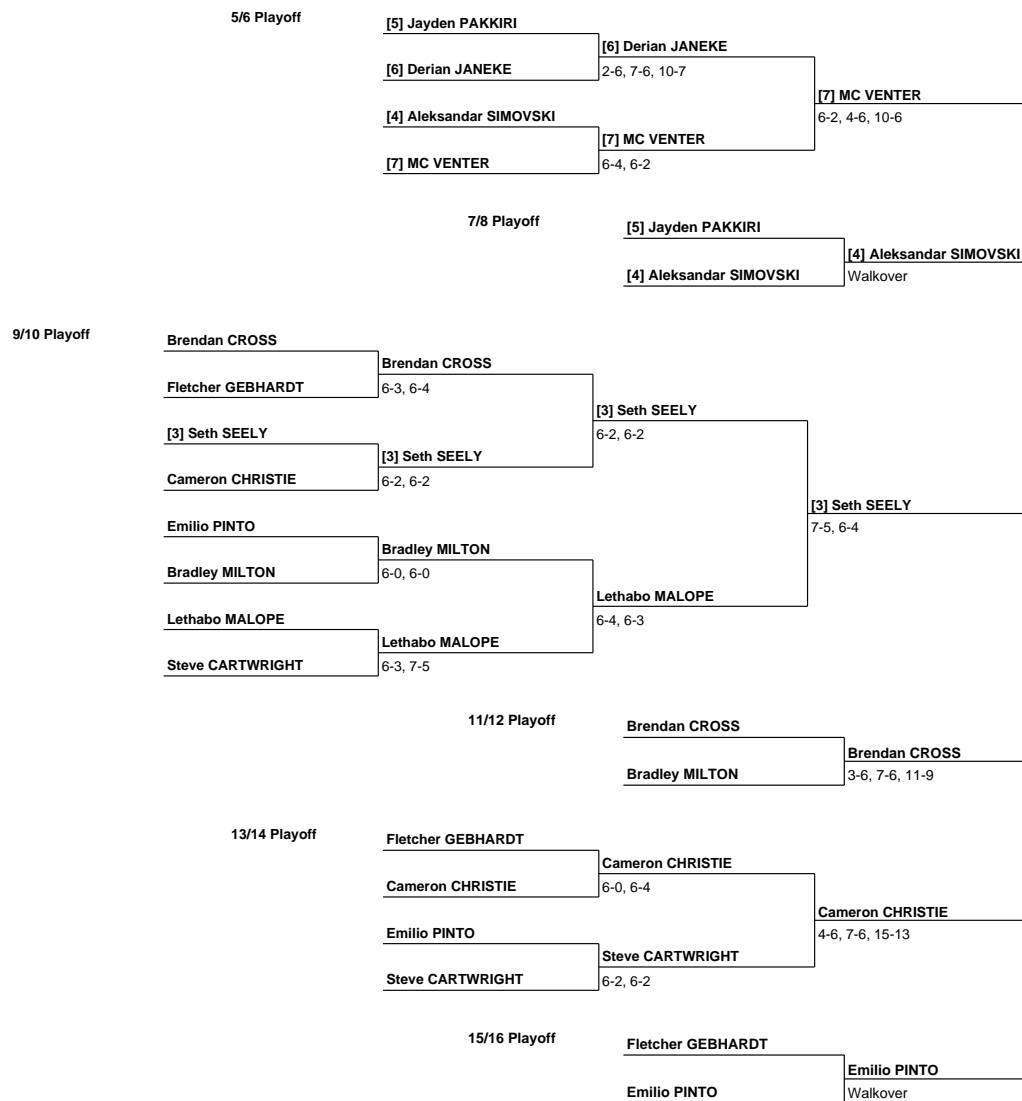 5/6 Playoff
[5] Jayden PAKKIRI
[6] Derian JANEKE
[6] Derian JANEKE
2-6, 7-6, 10-7
[7] MC VENTER
[4] Aleksandar SIMOVSKI
6-2, 4-6, 10-6
[7] MC VENTER
[7] MC VENTER
6-4, 6-2
7/8 Playoff
[5] Jayden PAKKIRI
[4] Aleksandar SIMOVSKI
[4] Aleksandar SIMOVSKI
Walkover
9/10 Playoff
Brendan CROSS
Brendan CROSS
Fletcher GEBHARDT
6-3, 6-4
[3] Seth SEELY
[3] Seth SEELY
6-2, 6-2
[3] Seth SEELY
Cameron CHRISTIE
6-2, 6-2
[3] Seth SEELY
Emilio PINTO
7-5, 6-4
Bradley MILTON
Bradley MILTON
6-0, 6-0
Lethabo MALOPE
Lethabo MALOPE
6-4, 6-3
Lethabo MALOPE
Steve CARTWRIGHT
6-3, 7-5
11/12 Playoff
Brendan CROSS
Brendan CROSS
Bradley MILTON
3-6, 7-6, 11-9
13/14 Playoff
Fletcher GEBHARDT
Cameron CHRISTIE
Cameron CHRISTIE
6-0, 6-4
Cameron CHRISTIE
Emilio PINTO
4-6, 7-6, 15-13
Steve CARTWRIGHT
Steve CARTWRIGHT
6-2, 6-2
15/16 Playoff
Fletcher GEBHARDT
Emilio PINTO
Emilio PINTO
Walkover